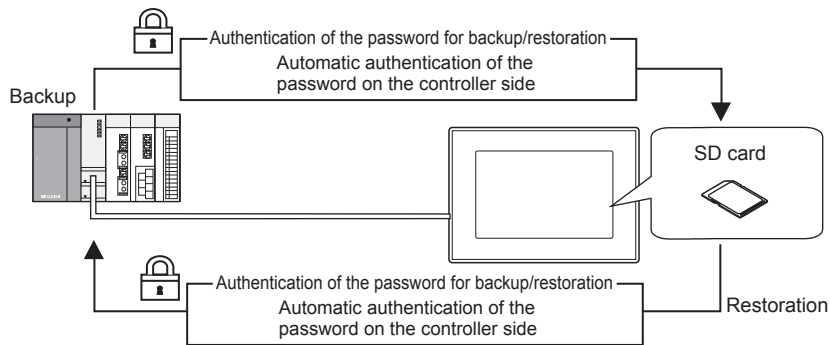 Authentication of the password for backup/restoration
Automatic authentication of the
password on the controller side
Backup
SD card
Authentication of the password for backup/restoration
Automatic authentication of the
password on the controller side
Restoration